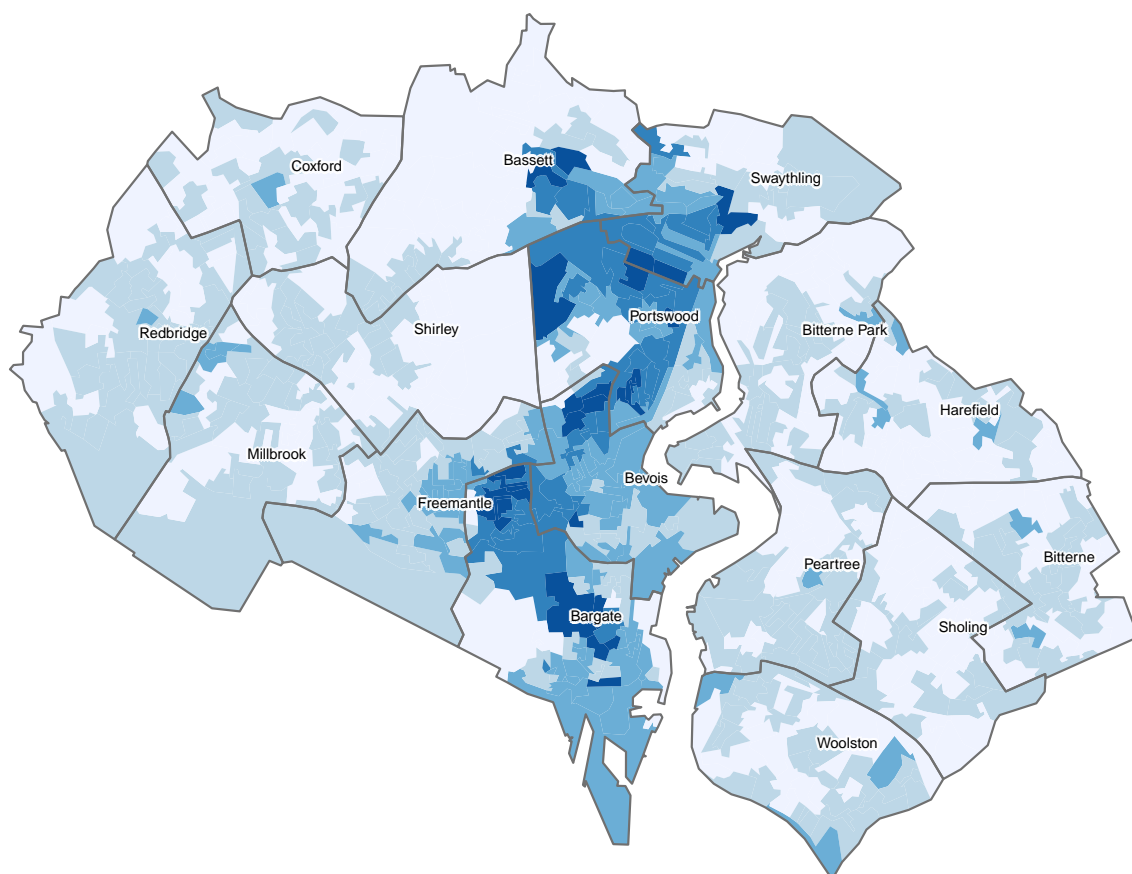 Bassett
Coxford
Swaythling
Portswood
Shirley
Bitterne Park
Redbridge
Harefield
Millbrook
Bevois
Freemantle
Bitterne
Peartree
Bargate
Sholing
Woolston